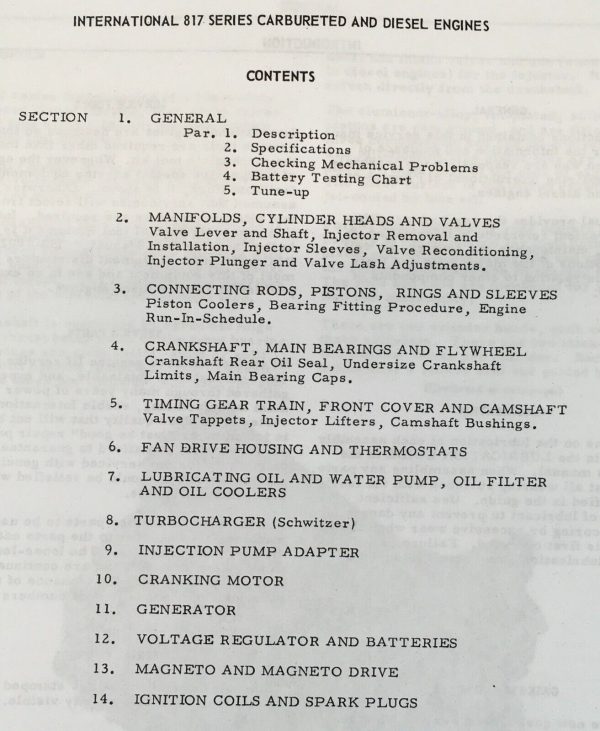 INTERNATIONAL 817 SERIES CARBURETED AND DIESEL ENGINES
CONTENTS
SECTION 1. GENERAL
Par. 1. Description
2. Specifications
3. Checking Mechanical Problems
4. Battery Testing Chart
5. Tune-up
2. MANIFOLDS, CYLINDER HEADS AND VALVES
Valve Lever and Shaft, Injector Removal and
Installation, Injector Sleeves, Valve Reconditioning,
Injector Plunger and Valve Lash Adjustments.
3. CONNECTING RODS, PISTONS, RINGS AND SLEEVES
Piston Coolers, Bearing Fitting Procedure, Engine
Run-In-Schedule.
4. CRANKSHAFT, MAIN BEARINGS AND FLYWHEEL
Crankshaft Rear Oil Seal, Undersize Crankshaft
Limits, Main Bearing Caps.
5. TIMING GEAR TRAIN, FRONT COVER AND CAMSHAFT
Valve Tappets, Injector Lifters, Camshaft Bushings.
6. FAN DRIVE HOUSING AND THERMOSTATS
7. LUBRICATING OIL AND WATER PUMP, OIL FILTER
AND OIL COOLERS
8. TURBOCHARGER (Schwitzer)
9. INJECTION PUMP ADAPTER
10. CRANKING MOTOR
11. GENERATOR
12. VOLTAGE REGULATOR AND BATTERIES
13. MAGNETO AND MAGNETO DRIVE
14. IGNITION COILS AND SPARK PLUGS